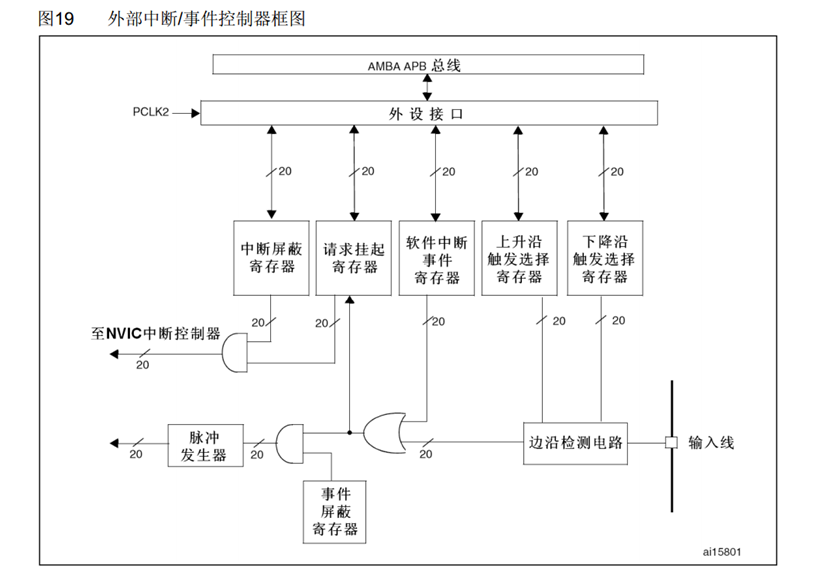 图19 外部中断/事件控制器框图
AMBA APB 总线
PCLK2
外设接口
20
20
20
20
20
中断屏蔽
寄存器
请求挂起
寄存器
软件中断
事件
寄存器
上升沿
触发选择
寄存器
下降沿
触发选择
寄存器
20
20
20
20
20
至NVIC中断控制器
20
脉冲
发生器
20
20
20
边沿检测电路
输入线
事件
屏蔽
寄存器
ai15801